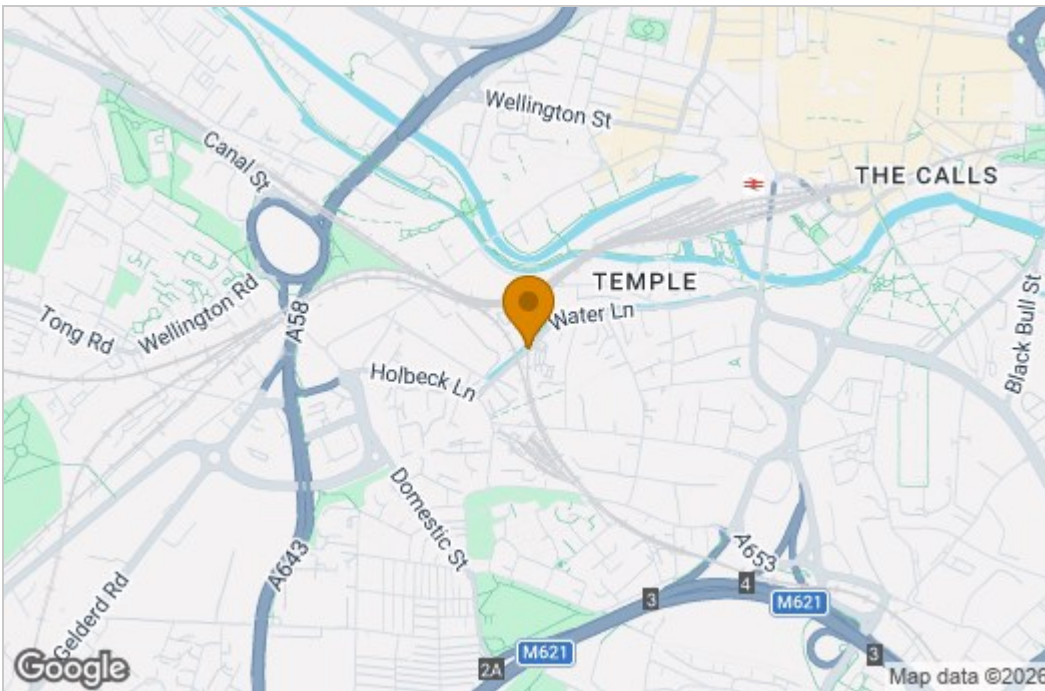 Wellington St
Canal St
THE CALLS
Wellington Rd
TEMPLE
Tong Rd
A58
Water Ln
Black Bull St
Holbeck Ln
Domestic St
A643
A653
Gelderd Rd
3
4
M621
M621
3
2A
Google
Map data ©2026